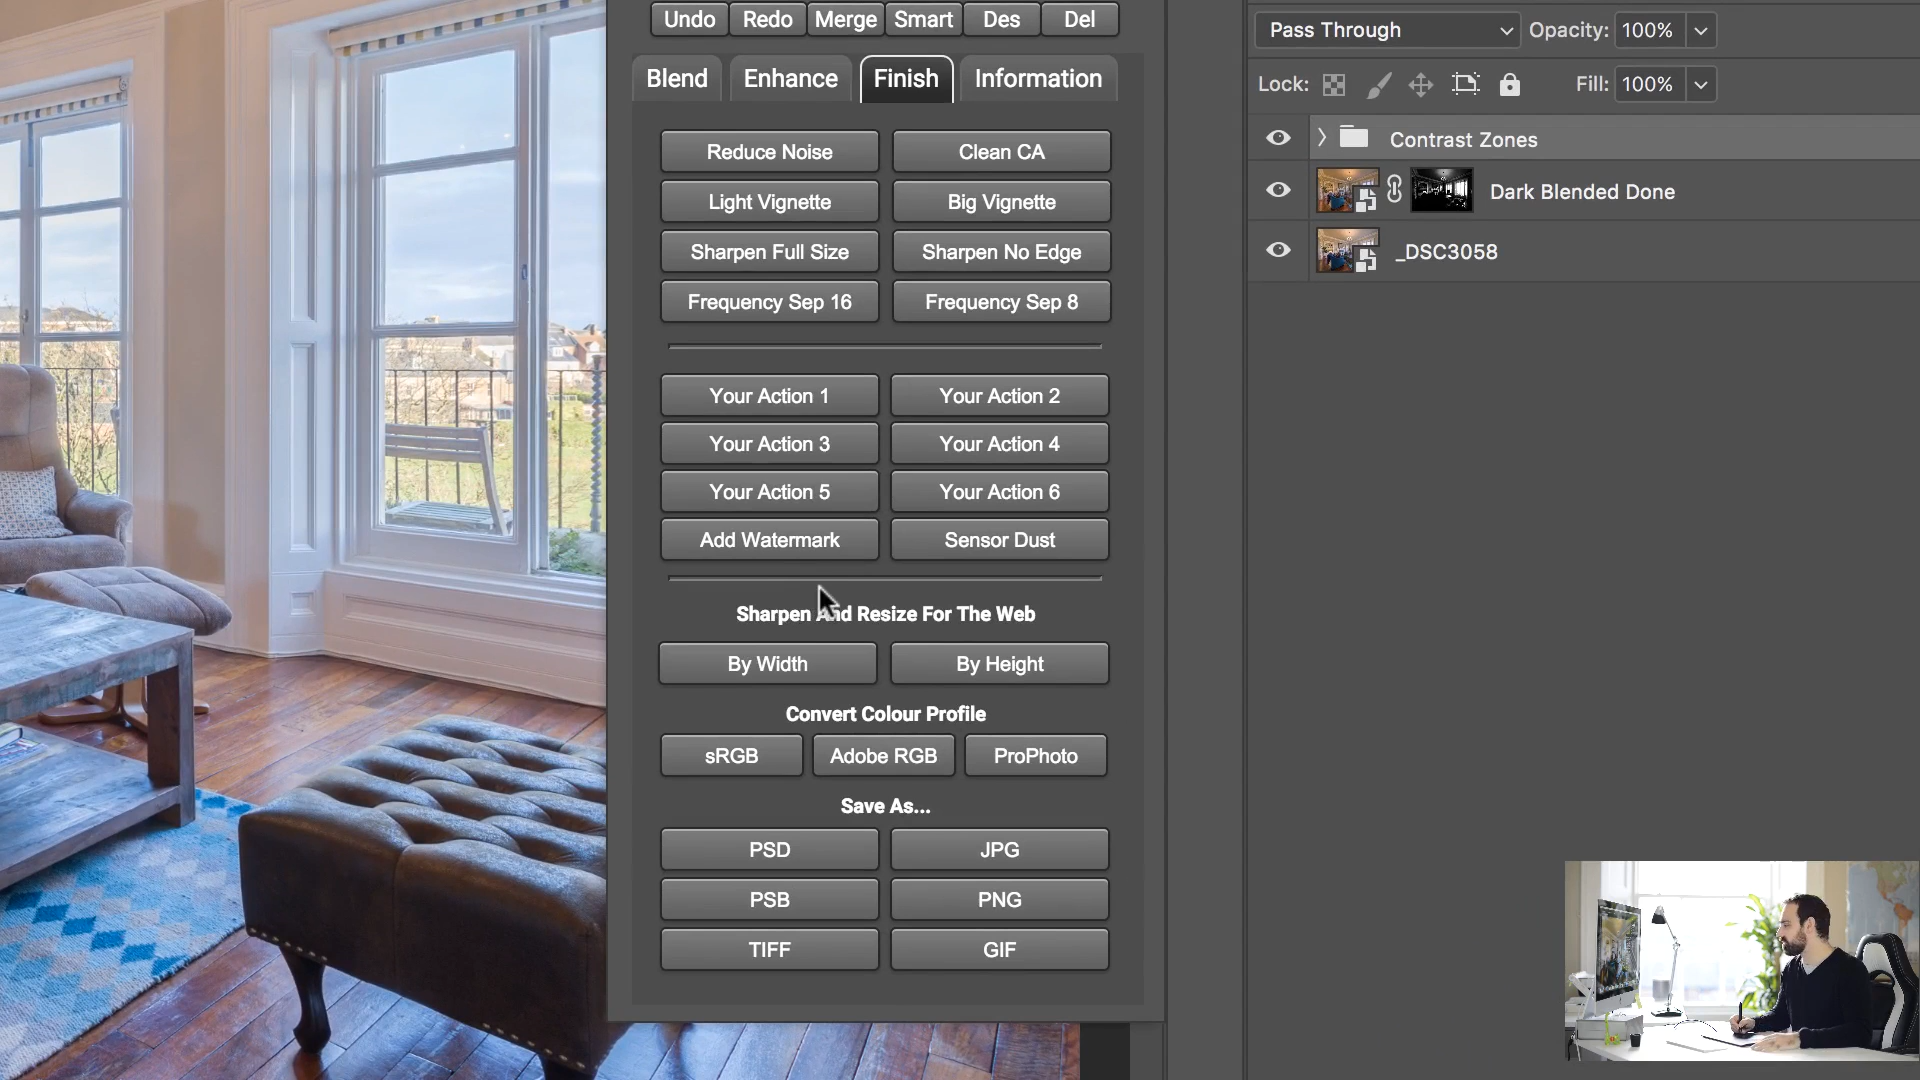 Undo Redo Merge Smart Des Del
Blend Enhance Finish Information
Reduce Noise Clean CA
Light Vignette Big Vignette
Sharpen Full Size Sharpen No Edge
Frequency Sep 16 Frequency Sep 8
Your Action 1 Your Action 2
Your Action 3 Your Action 4
Your Action 5 Your Action 6
Add Watermark Sensor Dust
Sharpen And Resize For The Web
By Width By Height
Convert Colour Profile
sRGB Adobe RGB ProPhoto
Save As...
PSD JPG
PSB PNG
TIFF GIF
Pass Through Opacity: 100%
Lock: Fill: 100%
Contrast Zones
Dark Blended Done
_DSC3058